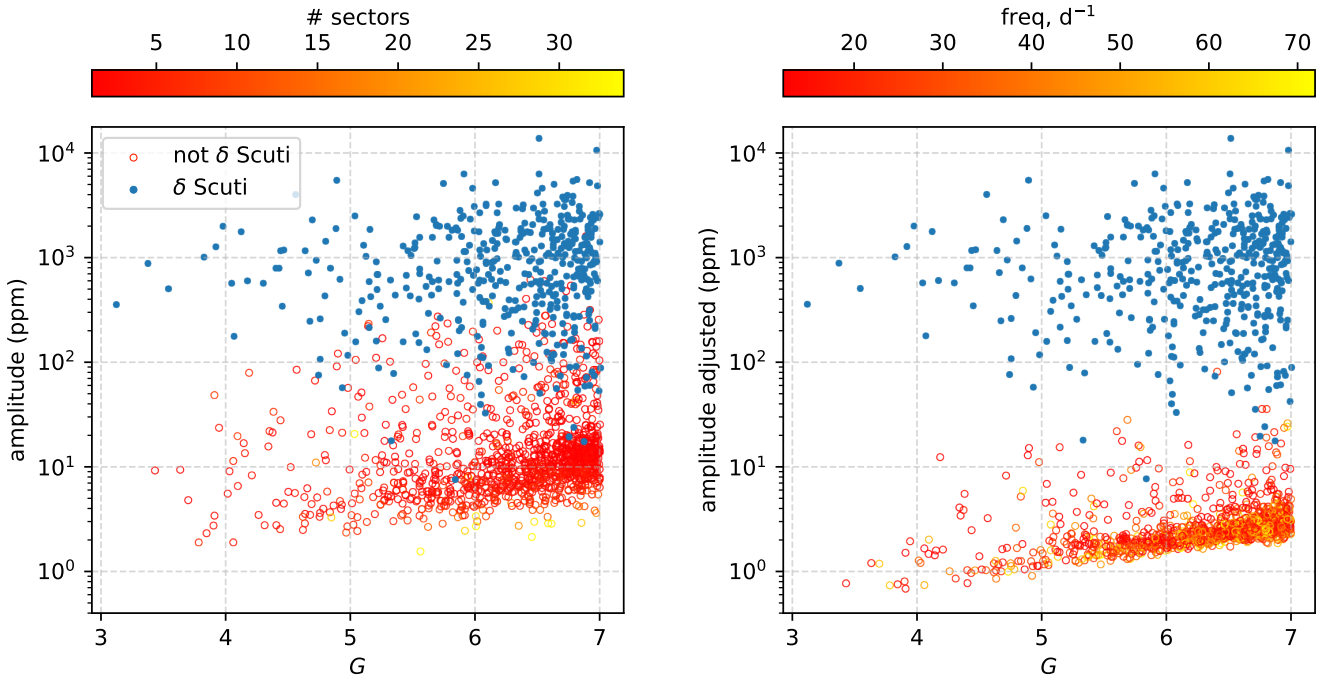 # sectors
5 10 15 20 25 30
amplitude (ppm)
10⁴
10³
10²
10¹
10⁰
not δ Scuti
δ Scuti
3 4 5 6 7
G
freq, d⁻¹
20 30 40 50 60 70
amplitude adjusted (ppm)
10⁴
10³
10²
10¹
10⁰
3 4 5 6 7
G